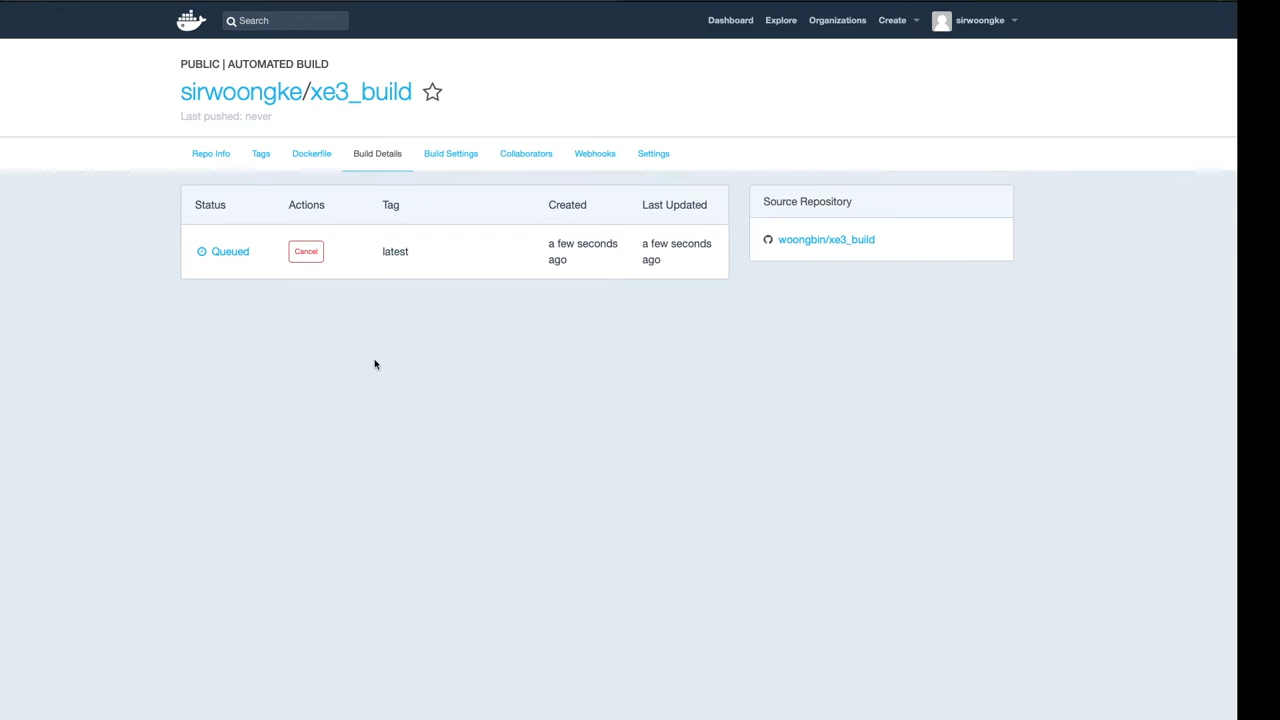 Search
Dashboard Explore Organizations Create sirwoongke
PUBLIC | AUTOMATED BUILD
sirwoongke/xe3_build
Last pushed: never
Repo Info Tags Dockerfile Build Details Build Settings Collaborators Webhooks Settings
Status Actions Tag Created Last Updated
Queued Cancel latest a few seconds ago a few seconds ago
Source Repository
woongbin/xe3_build